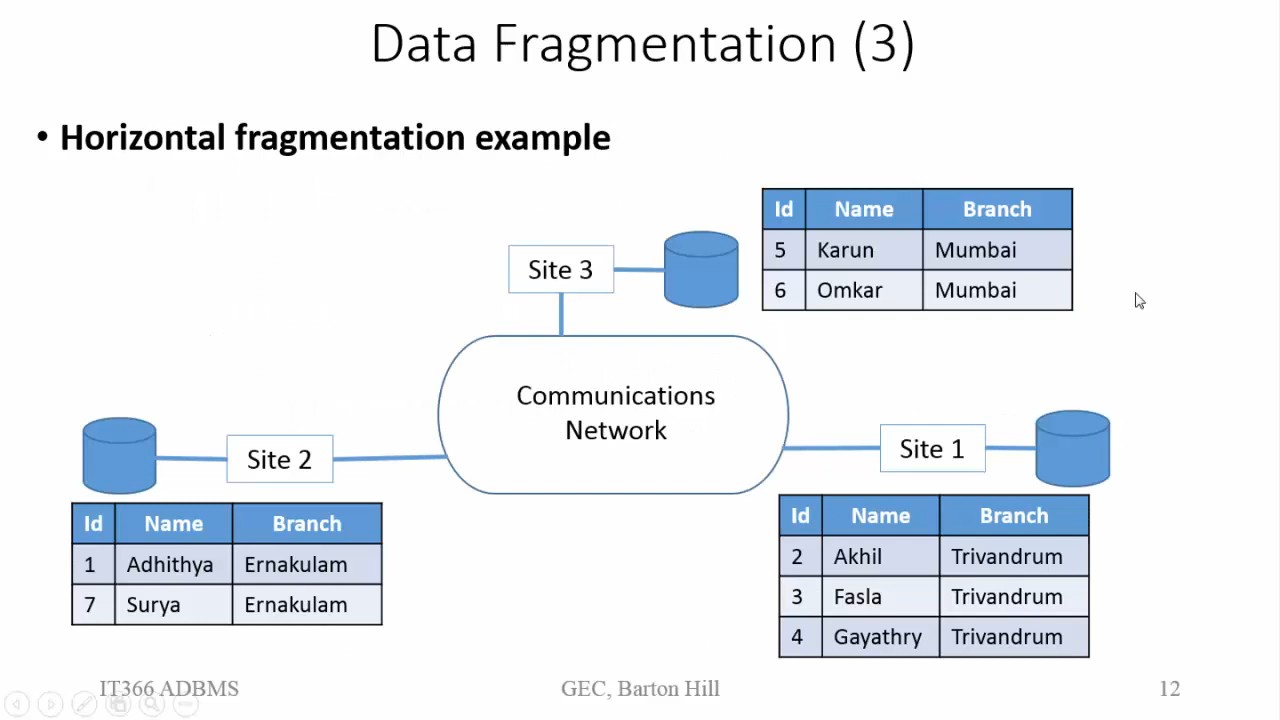 Data Fragmentation (3)
• Horizontal fragmentation example
Id Name Branch
5 Karun Mumbai
6 Omkar Mumbai
Site 3
Communications
Network
Site 2
Id Name Branch
1 Adhithya Ernakulam
7 Surya Ernakulam
Site 1
Id Name Branch
2 Akhil Trivandrum
3 Fasla Trivandrum
4 Gayathry Trivandrum
IT366 ADBMS
GEC, Barton Hill
12